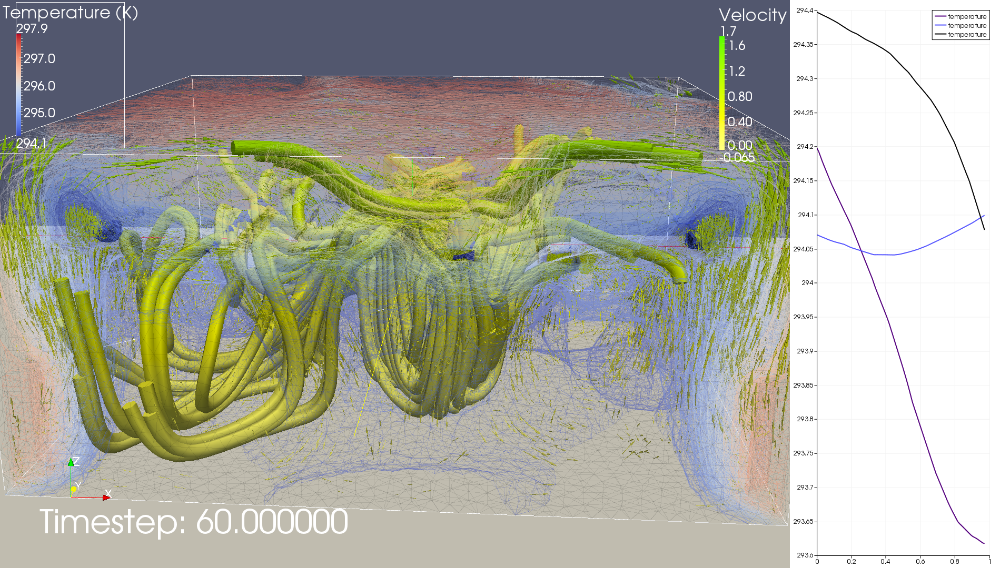 Temperature (K)
297.9
297.0
296.0
295.0
294.1
Velocity
1.7
1.6
1.2
0.80
0.40
0.00
-0.065
Z
Y
X
Timestep: 60.000000
temperature
temperature
temperature
294.4
294.35
294.3
294.25
294.2
294.15
294.1
294.05
294
293.95
293.9
293.85
293.8
293.75
293.7
293.65
293.6
0 0.2 0.4 0.6 0.8 1